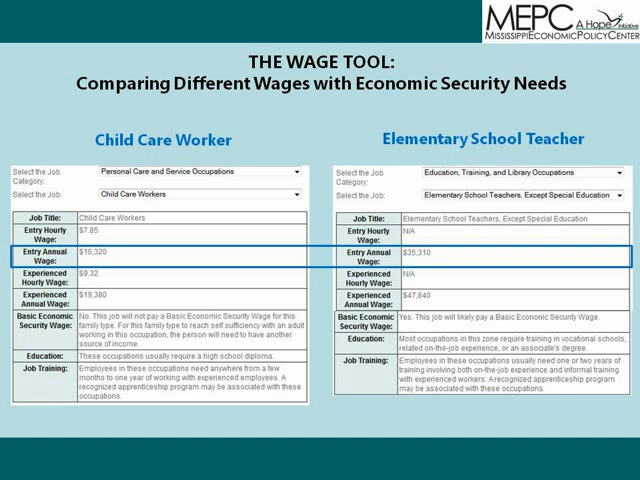 MEPC A Hope Initiative
MISSISSIPPI ECONOMIC POLICY CENTER
THE WAGE TOOL:
Comparing Different Wages with Economic Security Needs
Child Care Worker
Select the Job Category: Personal Care and Service Occupations
Select the Job: Child Care Workers
Job Title: Child Care Workers
Entry Hourly Wage: $7.85
Entry Annual Wage: $16,320
Experienced Hourly Wage: $9.32
Experienced Annual Wage: $19,380
Basic Economic Security Wage: No. This job will not pay a Basic Economic Security Wage for this
family type. For this family type to reach self sufficiency with an adult
working in this occupation, the person will need to have another
source of income.
Education: These occupations usually require a high school diploma.
Job Training: Employees in these occupations need anywhere from a few
months to one year of working with experienced employees. A
recognized apprenticeship program may be associated with these
occupations.
Elementary School Teacher
Select the Job Category: Education, Training, and Library Occupations
Select the Job: Elementary School Teachers, Except Special Education
Job Title: Elementary School Teachers, Except Special Education
Entry Hourly Wage: N/A
Entry Annual Wage: $35,310
Experienced Hourly Wage: N/A
Experienced Annual Wage: $47,840
Basic Economic Security Wage: Yes. This job will likely pay a Basic Economic Security Wage.
Education: Most occupations in this zone require training in vocational schools,
related on-the-job experience, or an associate's degree.
Job Training: Employees in these occupations usually need one or two years of
training involving both on-the-job experience and informal training
with experienced workers. A recognized apprenticeship program
may be associated with these occupations.